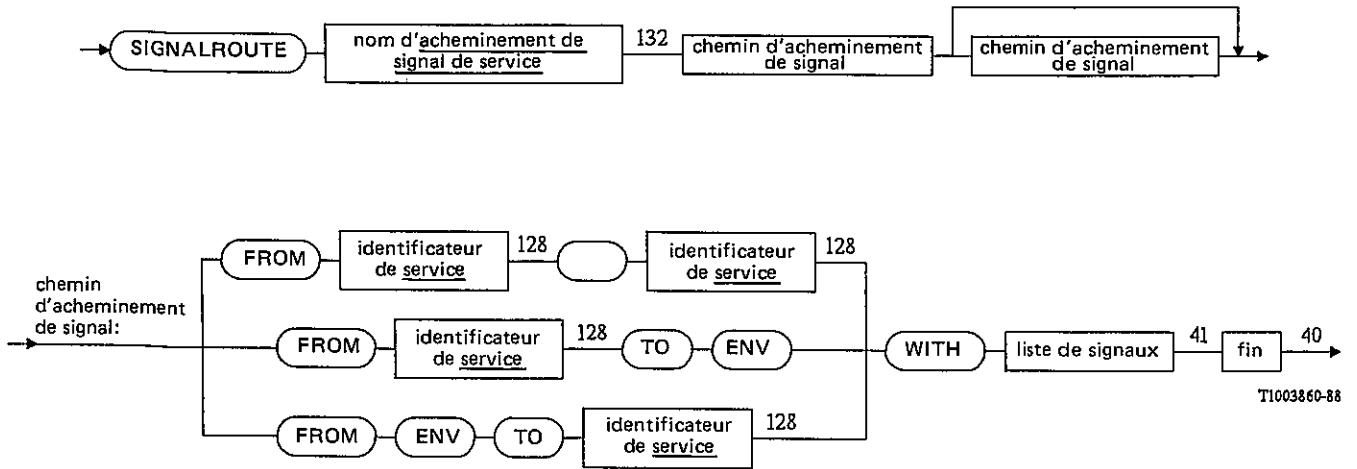 SIGNALROUTE
nom d'acheminement de
signal de service
132
chemin d'acheminement
de signal
chemin d'acheminement
de signal
chemin
d'acheminement
de signal:
FROM
identificateur
de service
128
identificateur
de service
128
FROM
identificateur
de service
128
TO
ENV
WITH
liste de signaux
41
fin
40
FROM
ENV
TO
identificateur
de service
128
T1003860-88